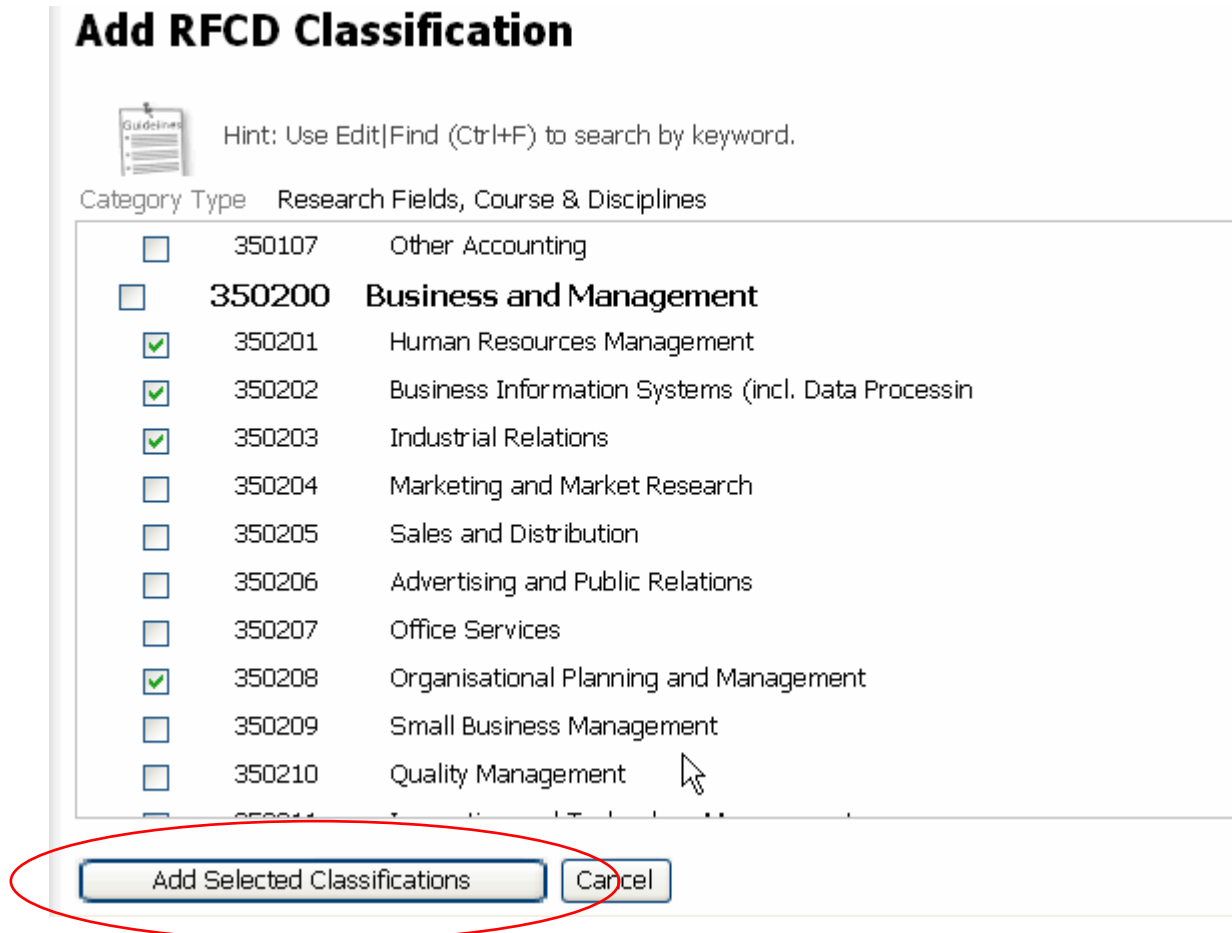 Add RFCD Classification
Guidelines
Hint: Use Edit|Find (Ctrl+F) to search by keyword.
Category Type Research Fields, Course & Disciplines
350107 Other Accounting
350200 Business and Management
350201 Human Resources Management
350202 Business Information Systems (incl. Data Processin
350203 Industrial Relations
350204 Marketing and Market Research
350205 Sales and Distribution
350206 Advertising and Public Relations
350207 Office Services
350208 Organisational Planning and Management
350209 Small Business Management
350210 Quality Management
Add Selected Classifications Cancel